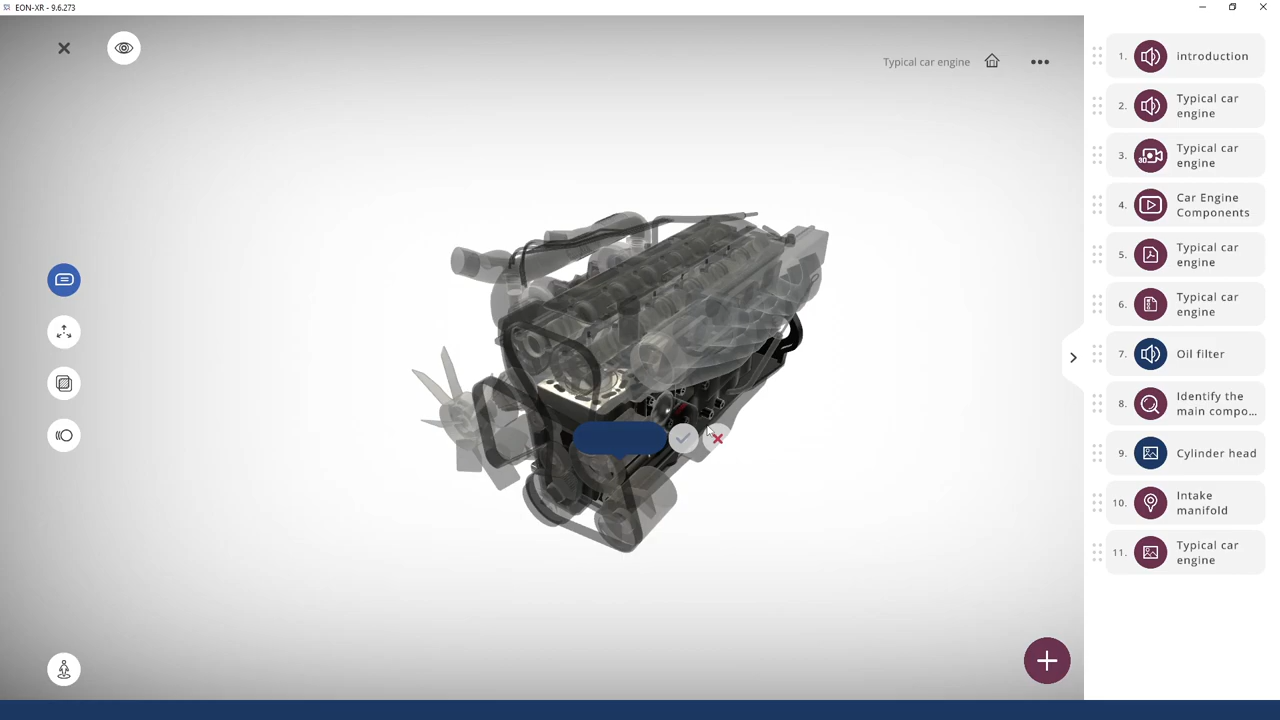 EON-XR - 9.6.273
Typical car engine
1. introduction
2. Typical car
engine
3. Typical car
engine
3D
4. Car Engine
Components
5. Typical car
engine
6. Typical car
engine
7. Oil filter
8. Identify the
main compo...
9. Cylinder head
10. Intake
manifold
11. Typical car
engine